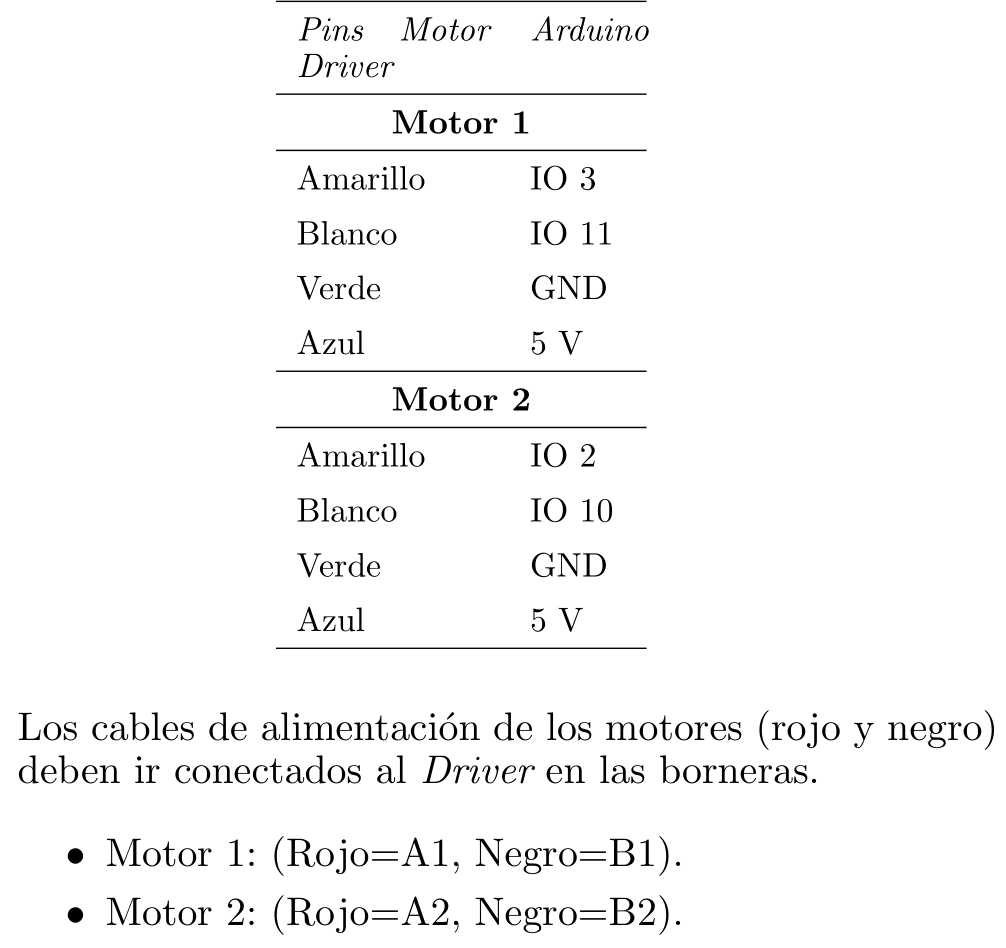 Pins Motor Arduino
Driver
Motor 1
Amarillo IO 3
Blanco IO 11
Verde GND
Azul 5 V
Motor 2
Amarillo IO 2
Blanco IO 10
Verde GND
Azul 5 V
Los cables de alimentación de los motores (rojo y negro)
deben ir conectados al Driver en las borneras.
• Motor 1: (Rojo=A1, Negro=B1).
• Motor 2: (Rojo=A2, Negro=B2).